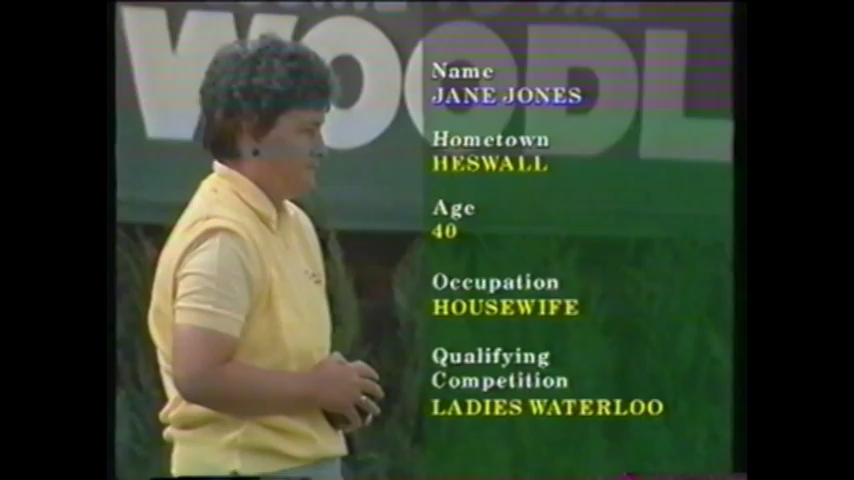 WOODL
Name
JANE JONES
Hometown
HESWALL
Age
40
Occupation
HOUSEWIFE
Qualifying
Competition
LADIES WATERLOO